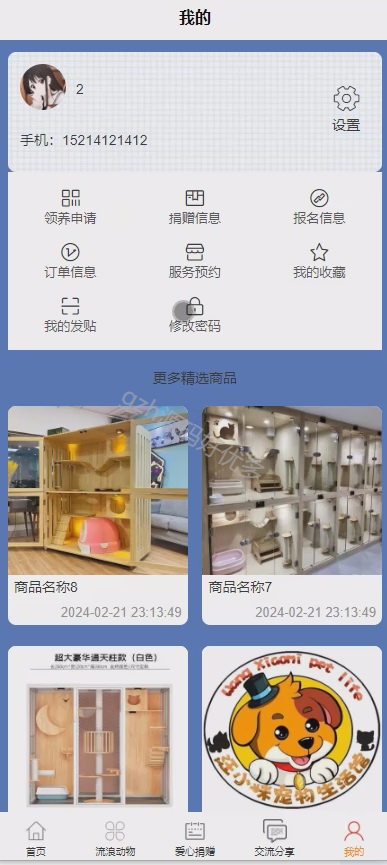 我的
2
设置
手机：15214121412
领养申请
捐赠信息
报名信息
订单信息
服务预约
我的收藏
我的发贴
修改密码
更多精选商品
商品名称8
商品名称7
2024-02-21 23:13:49
2024-02-21 23:13:49
超大豪华通天柱款（白色）
Wang Xiaomi pet life
首页
流浪动物
爱心捐赠
交流分享
我的